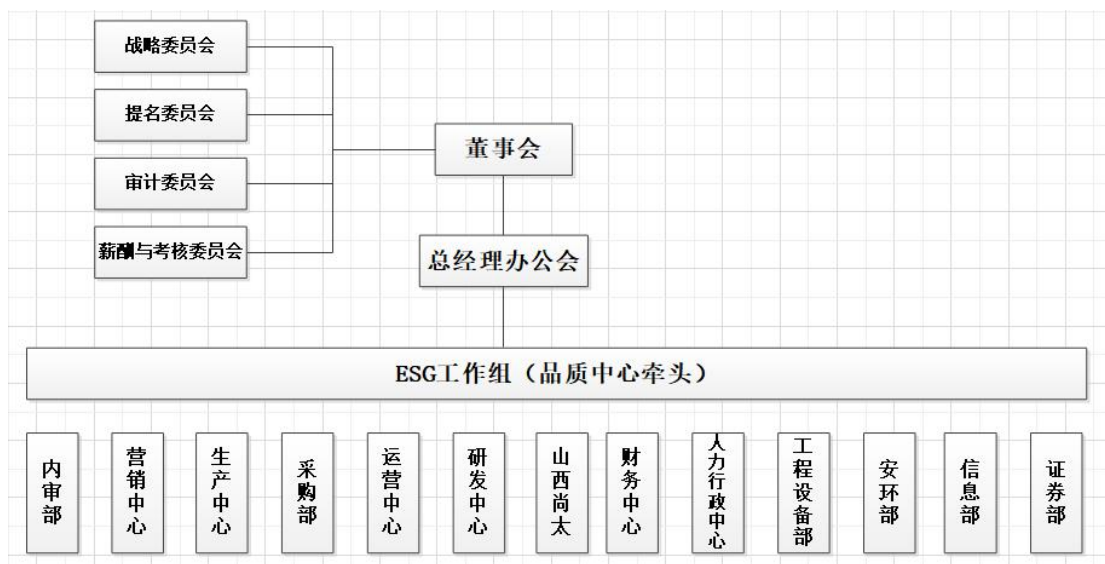 战略委员会
提名委员会
审计委员会
薪酬与考核委员会
董事会
总经理办公会
ESG工作组（品质中心牵头）
内审部
营销中心
生产中心
采购部
运营中心
研发中心
山西尚太
财务中心
人力行政中心
工程设备部
安环部
信息部
证券部